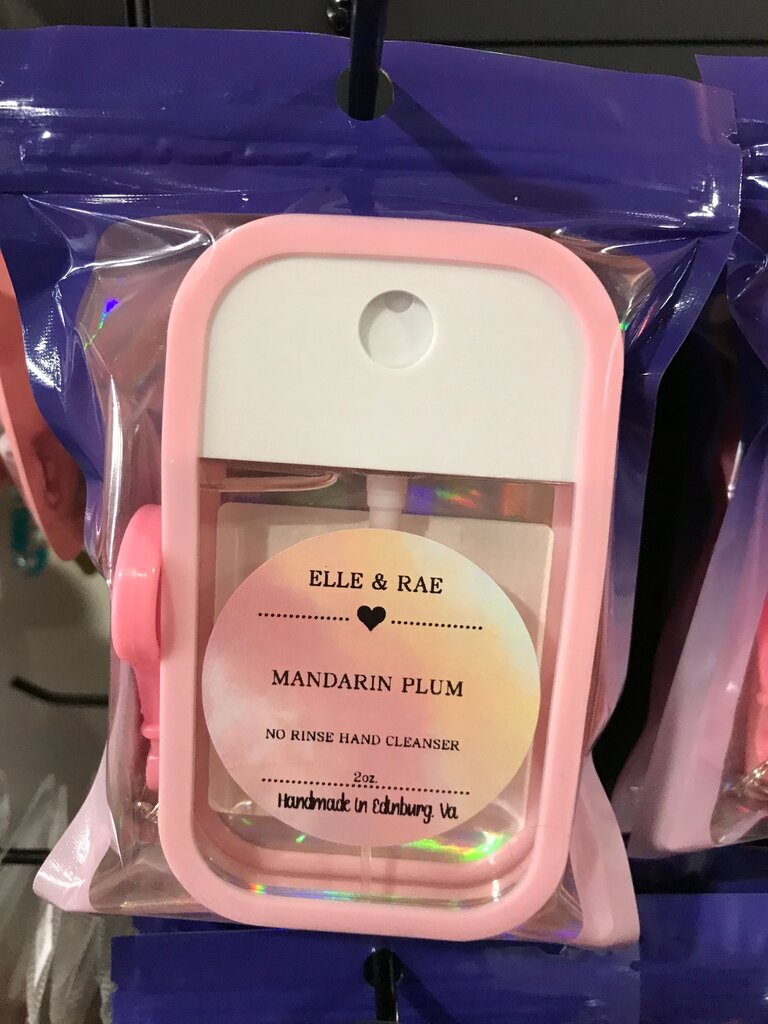 ELLE & RAE
MANDARIN PLUM
NO RINSE HAND CLEANSER
2oz.
Handmade in Edinburg. Va